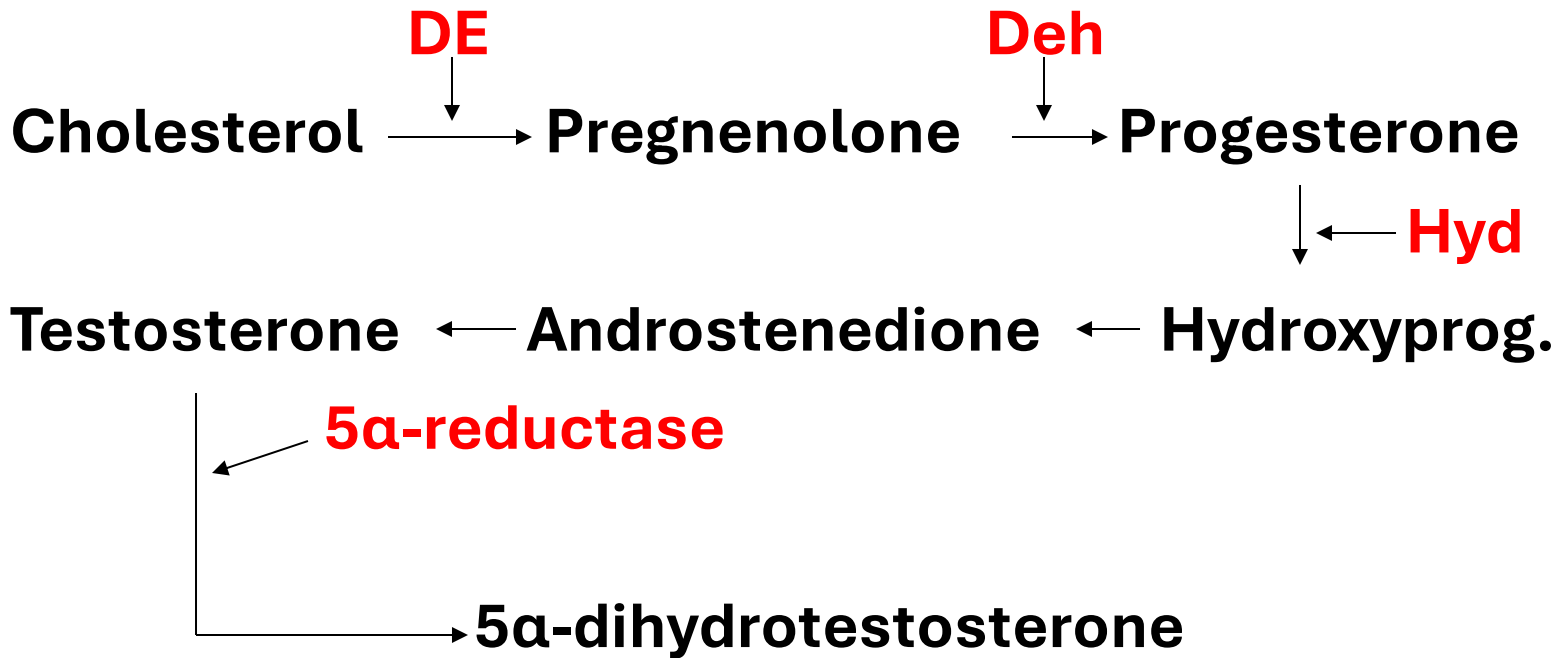 DE Deh
Cholesterol Pregnenolone Progesterone
Hyd
Testosterone Androstenedione Hydroxyprog.
5α-reductase
5α-dihydrotestosterone